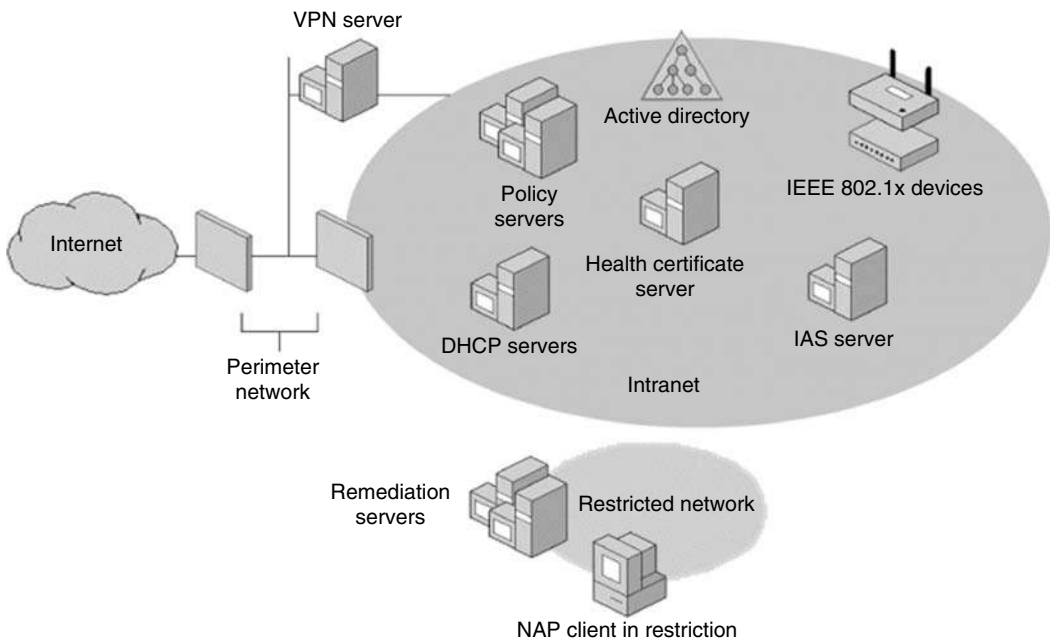 VPN server
Active directory
Policy
servers
IEEE 802.1x devices
Internet
Health certificate
server
DHCP servers
IAS server
Perimeter
network
Intranet
Remediation
servers
Restricted network
NAP client in restriction